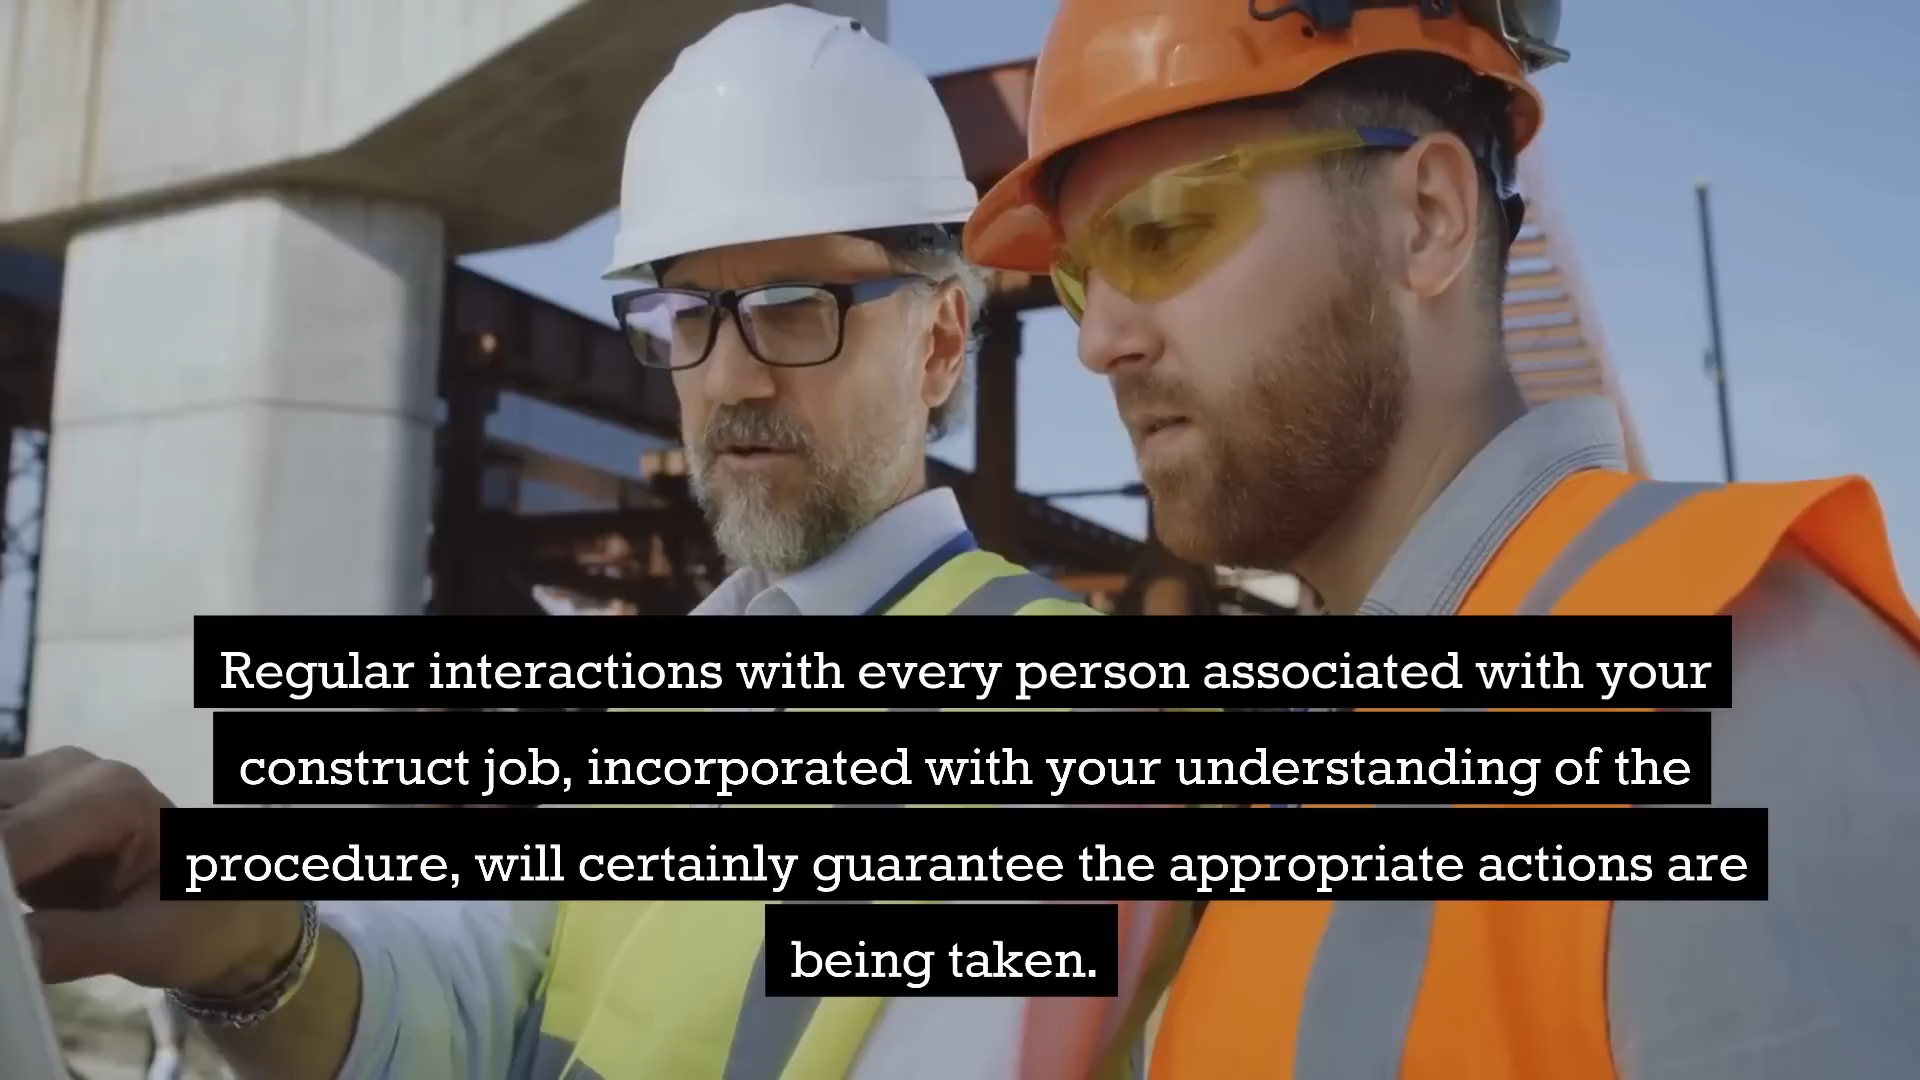 Regular interactions with every person associated with your
construct job, incorporated with your understanding of the
procedure, will certainly guarantee the appropriate actions are
being taken.